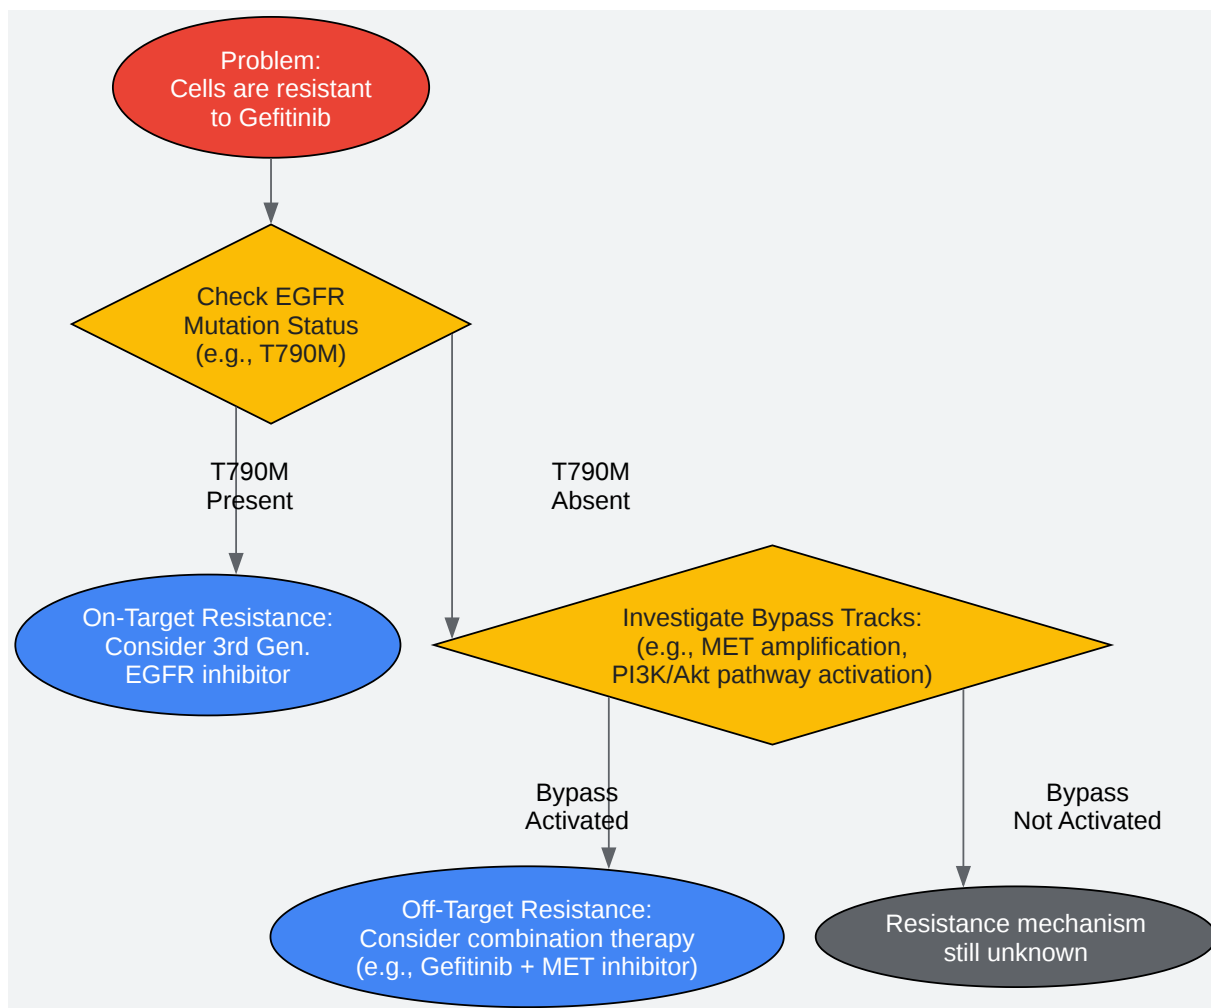 Problem:
Cells are resistant
to Gefitinib
Check EGFR
Mutation Status
(e.g., T790M)
T790M
Present
T790M
Absent
On-Target Resistance:
Consider 3rd Gen.
EGFR inhibitor
Investigate Bypass Tracks:
(e.g., MET amplification,
PI3K/Akt pathway activation)
Bypass
Activated
Bypass
Not Activated
Off-Target Resistance:
Consider combination therapy
(e.g., Gefitinib + MET inhibitor)
Resistance mechanism
still unknown